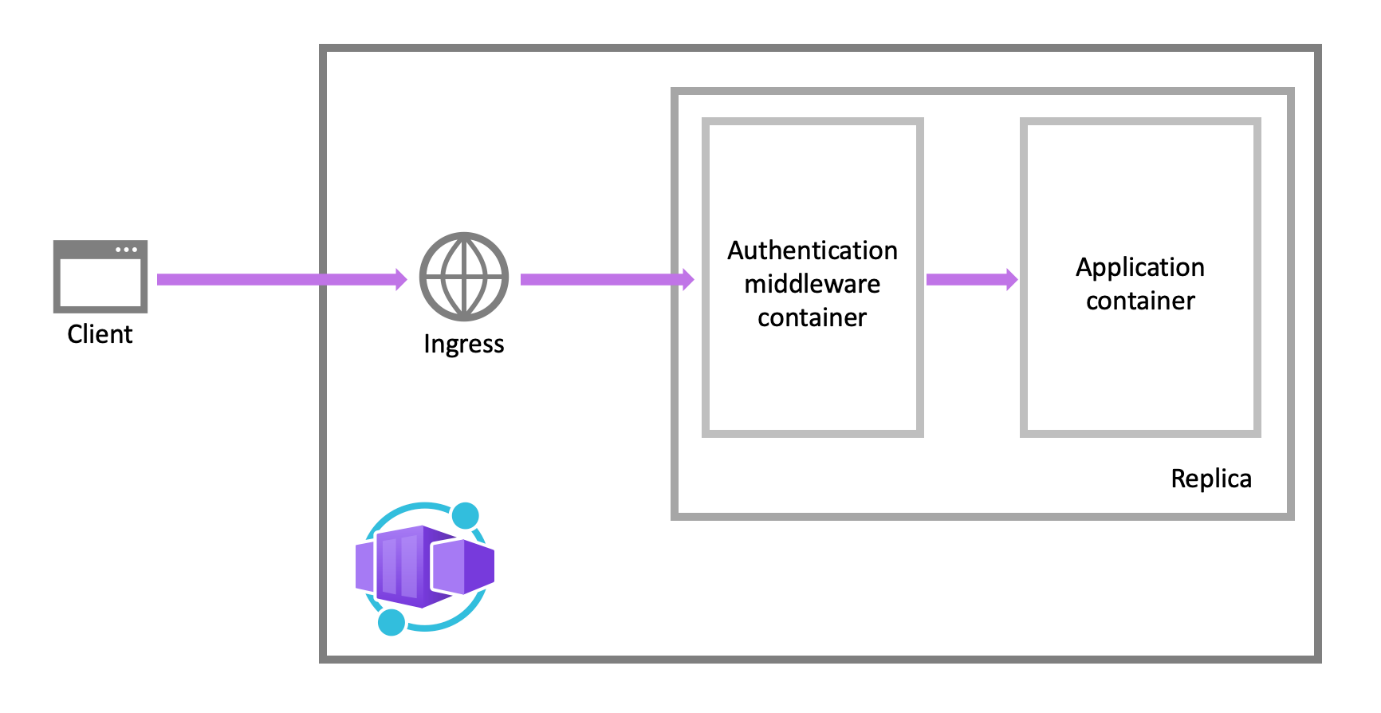 Client
Ingress
Authentication
middleware
container
Application
container
Replica